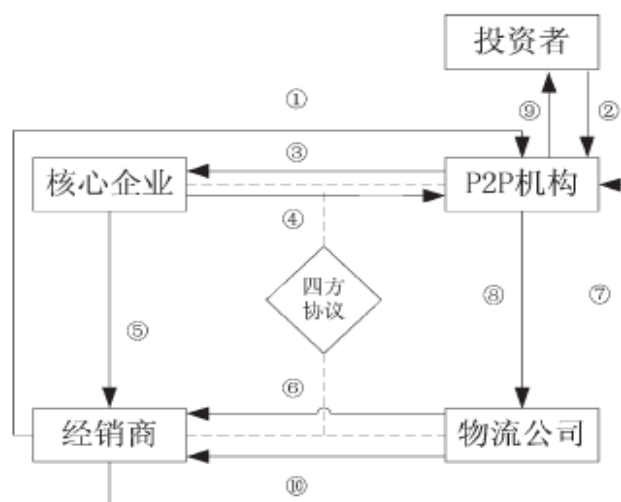 投资者
①
⑨
②
③
核心企业
P2P机构
④
四方
协议
⑧
⑦
⑤
⑥
经销商
物流公司
⑩